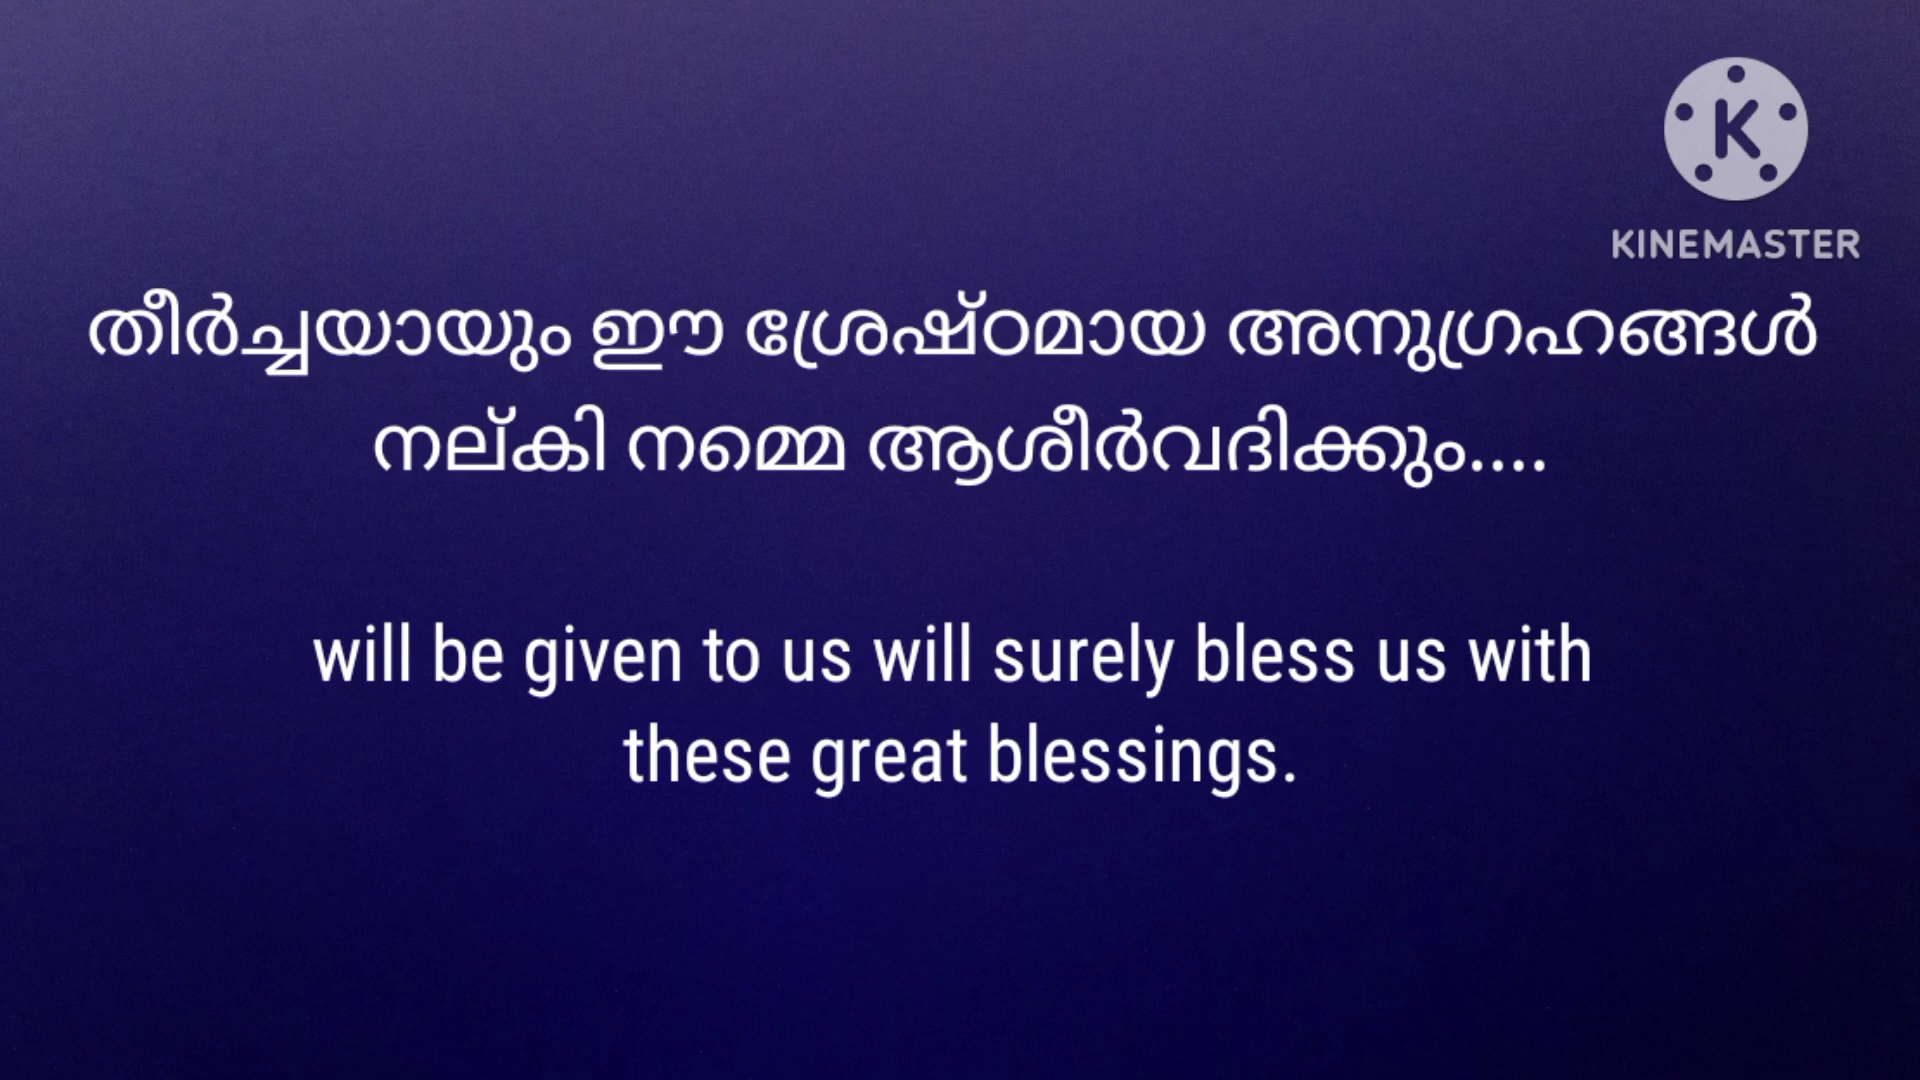 K
KINEMASTER
തീർച്ചയായും ഈ ശ്രേഷ്ഠമായ അനുഗ്രഹങ്ങൾ
നല്കി നമ്മെ ആശീർവദിക്കും....
will be given to us will surely bless us with
these great blessings.